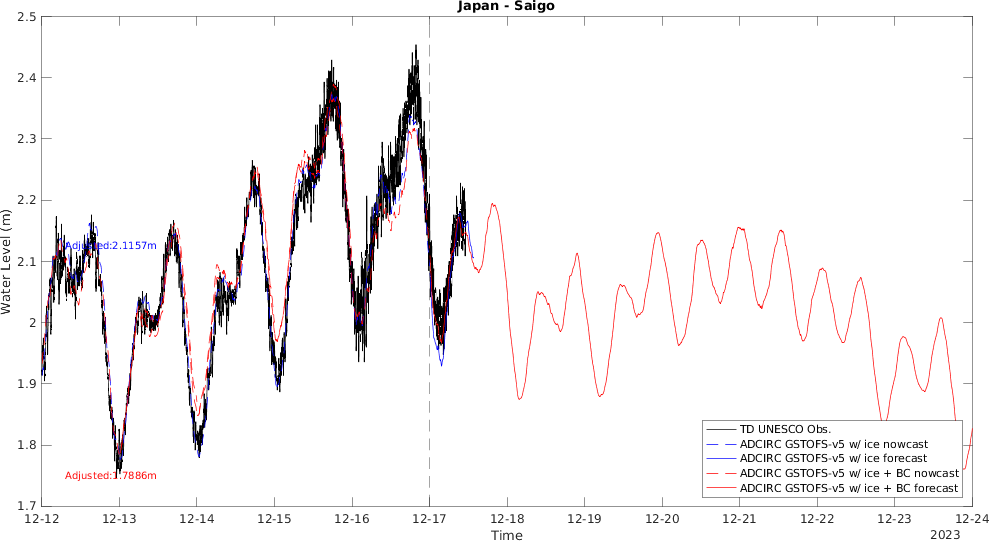 Japan - Saigo
Water Level (m)
2.5
2.4
2.3
2.2
2.1
2
1.9
1.8
1.7
Adjusted:2.1157m
Adjusted:1.7886m
TD UNESCO Obs.
ADCIRC GSTOFS-v5 w/ ice nowcast
ADCIRC GSTOFS-v5 w/ ice forecast
ADCIRC GSTOFS-v5 w/ ice + BC nowcast
ADCIRC GSTOFS-v5 w/ ice + BC forecast
12-12 12-13 12-14 12-15 12-16 12-17 12-18 12-19 12-20 12-21 12-22 12-23 12-24
Time
2023